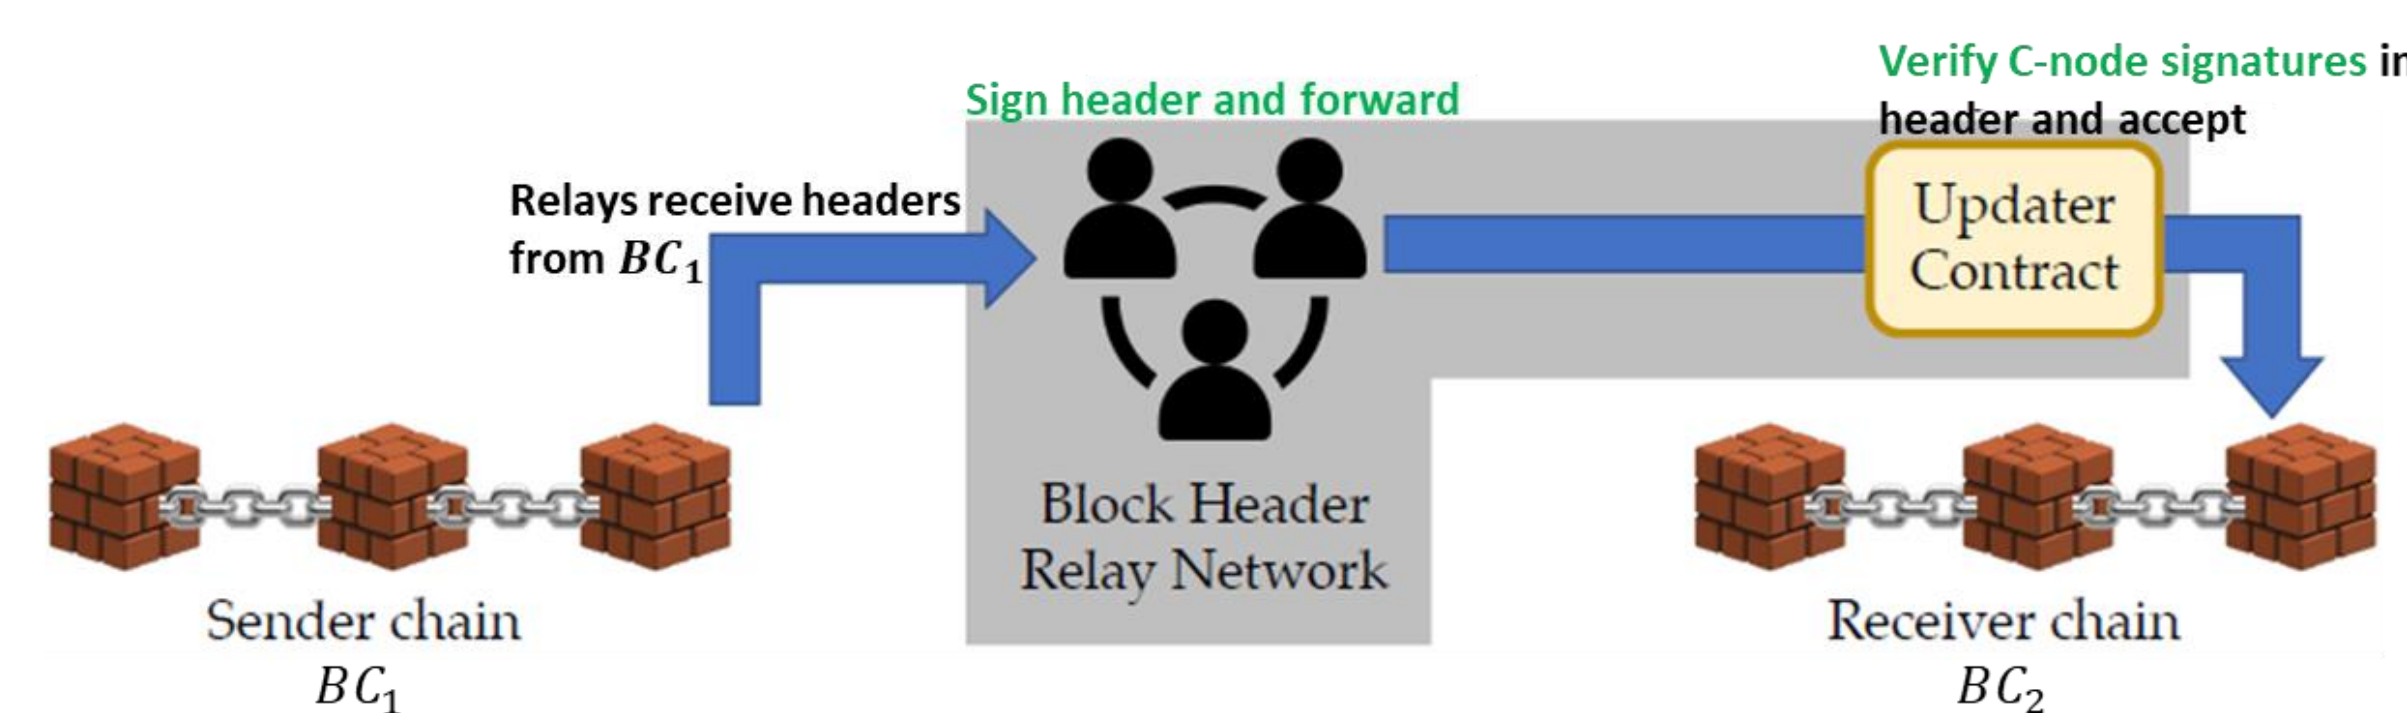 Verify C-node signatures in
header and accept
Sign header and forward
Relays receive headers
from BC₁
Updater
Contract
Block Header
Relay Network
Sender chain
BC₁
Receiver chain
BC₂